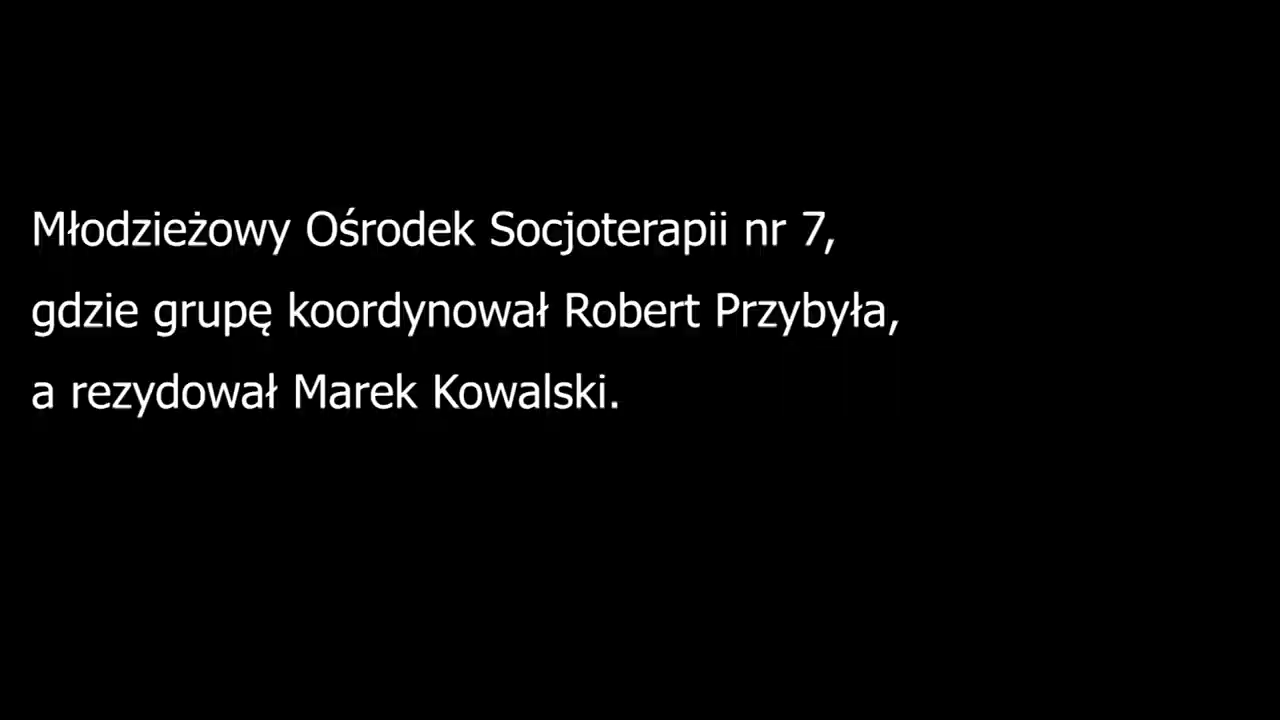 Młodzieżowy Ośrodek Socjoterapii nr 7,
gdzie grupę koordynował Robert Przybyła,
a rezydował Marek Kowalski.